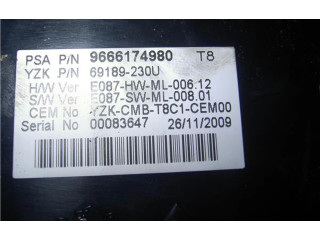 PSA P/N 9666174980 T8
YZK P/N 69189-230U
H/W Ver E087-HW-ML-006.12
S/W Ver E087-SW-ML-008.01
CEM No YZK-CMB-T8C1-CEM00
Serial No 00083647 26/11/2009